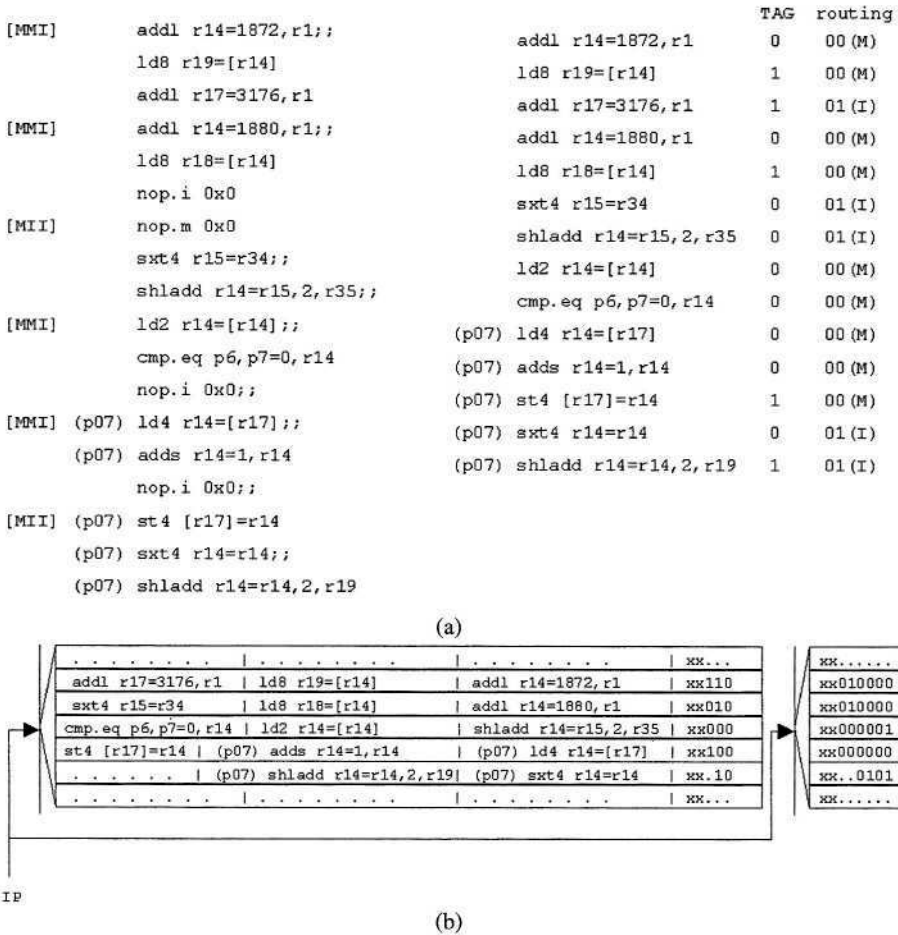 [MMI] addl r14=1872,r1;;
ld8 r19=[r14]
addl r17=3176,r1
[MMI] addl r14=1880,r1;;
ld8 r18=[r14]
nop.i 0x0
[MII] nop.m 0x0
sxt4 r15=r34;;
shladd r14=r15,2,r35;;
[MMI] ld2 r14=[r14];;
cmp.eq p6,p7=0,r14
nop.i 0x0;;
[MMI] (p07) ld4 r14=[r17];;
(p07) adds r14=1,r14
nop.i 0x0;;
[MII] (p07) st4 [r17]=r14
(p07) sxt4 r14=r14;;
(p07) shladd r14=r14,2,r19
TAG routing
addl r14=1872,r1 0 00(M)
ld8 r19=[r14] 1 00(M)
addl r17=3176,r1 1 01(I)
addl r14=1880,r1 0 00(M)
ld8 r18=[r14] 1 00(M)
sxt4 r15=r34 0 01(I)
shladd r14=r15,2,r35 0 01(I)
ld2 r14=[r14] 0 00(M)
cmp.eq p6,p7=0,r14 0 00(M)
(p07) ld4 r14=[r17] 0 00(M)
(p07) adds r14=1,r14 0 00(M)
(p07) st4 [r17]=r14 1 00(M)
(p07) sxt4 r14=r14 0 01(I)
(p07) shladd r14=r14,2,r19 1 01(I)
(a)
. . . . . . . . | . . . . . . . . | . . . . . . . . | xx...
addl r17=3176,r1 | ld8 r19=[r14] | addl r14=1872,r1 | xx110
sxt4 r15=r34 | ld8 r18=[r14] | addl r14=1880,r1 | xx010
cmp.eq p6,p7=0,r14 | ld2 r14=[r14] | shladd r14=r15,2,r35 | xx000
st4 [r17]=r14 | (p07) adds r14=1,r14 | (p07) ld4 r14=[r17] | xx100
. . . . . . | (p07) shladd r14=r14,2,r19| (p07) sxt4 r14=r14 | xx.10
. . . . . . . . | . . . . . . . . | . . . . . . . . | xx...
xx......
xx010000
xx010000
xx000001
xx000000
xx..0101
xx......
IP
(b)